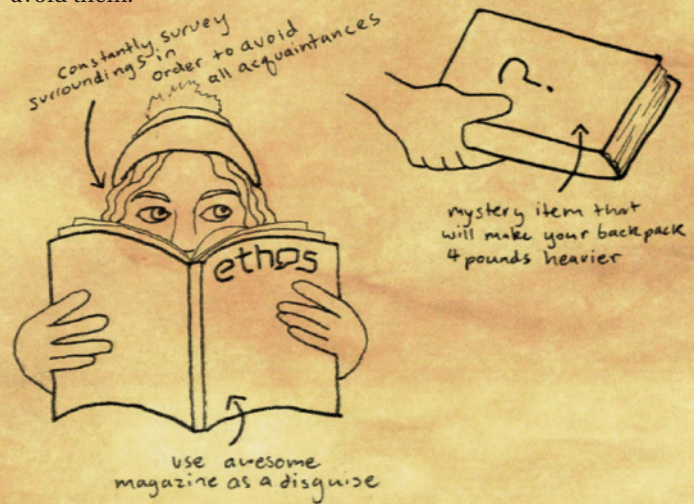 avoid them.
constantly survey
surroundings in
order to avoid
all acquaintances
?
mystery item that
will make your backpack
4 pounds heavier
ethos
use awesome
magazine as a disguise